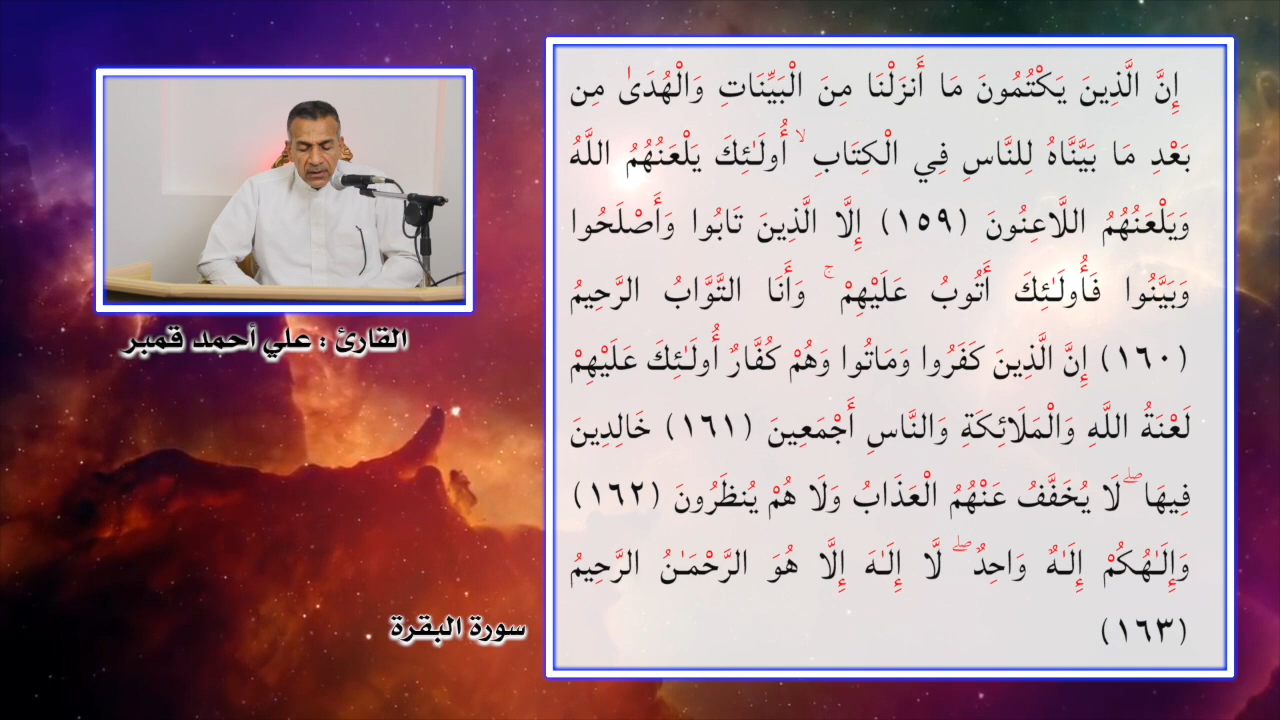 إِنَّ الَّذِينَ يَكْتُمُونَ مَا أَنزَلْنَا مِنَ الْبَيِّنَاتِ وَالْهُدَىٰ مِن
بَعْدِ مَا بَيَّنَّاهُ لِلنَّاسِ فِي الْكِتَابِ ۙ أُولَـٰئِكَ يَلْعَنُهُمُ اللَّهُ
وَيَلْعَنُهُمُ اللَّاعِنُونَ (١٥٩) إِلَّا الَّذِينَ تَابُوا وَأَصْلَحُوا
وَبَيَّنُوا فَأُولَـٰئِكَ أَتُوبُ عَلَيْهِمْ ۚ وَأَنَا التَّوَّابُ الرَّحِيمُ
(١٦٠) إِنَّ الَّذِينَ كَفَرُوا وَمَاتُوا وَهُمْ كُفَّارٌ أُولَـٰئِكَ عَلَيْهِمْ
لَعْنَةُ اللَّهِ وَالْمَلَائِكَةِ وَالنَّاسِ أَجْمَعِينَ (١٦١) خَالِدِينَ
فِيهَا ۖ لَا يُخَفَّفُ عَنْهُمُ الْعَذَابُ وَلَا هُمْ يُنظَرُونَ (١٦٢)
وَإِلَـٰهُكُمْ إِلَـٰهٌ وَاحِدٌ ۖ لَّا إِلَـٰهَ إِلَّا هُوَ الرَّحْمَـٰنُ الرَّحِيمُ
(١٦٣)
القارئ : علي أحمد قمبر
سورة البقرة